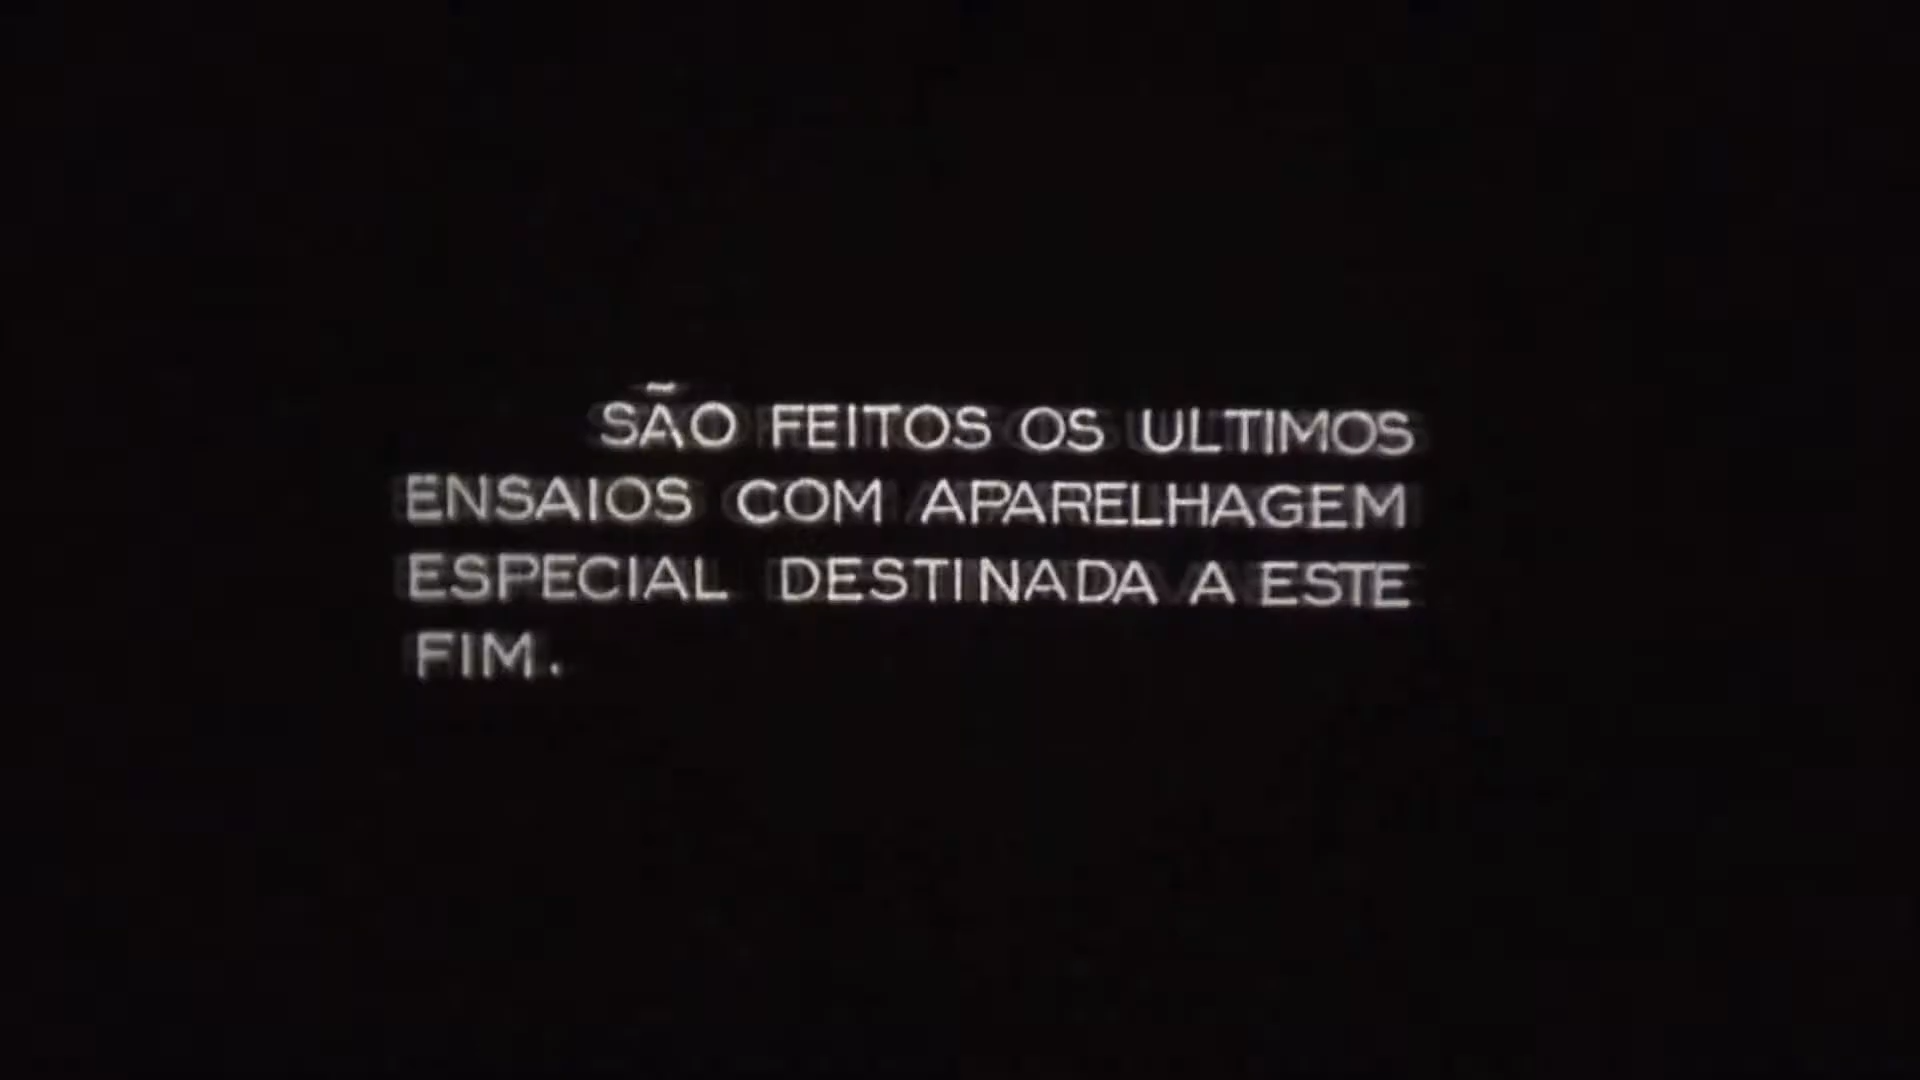 SÃO FEITOS OS ULTIMOS
ENSAIOS COM APARELHAGEM
ESPECIAL DESTINADA A ESTE
FIM.